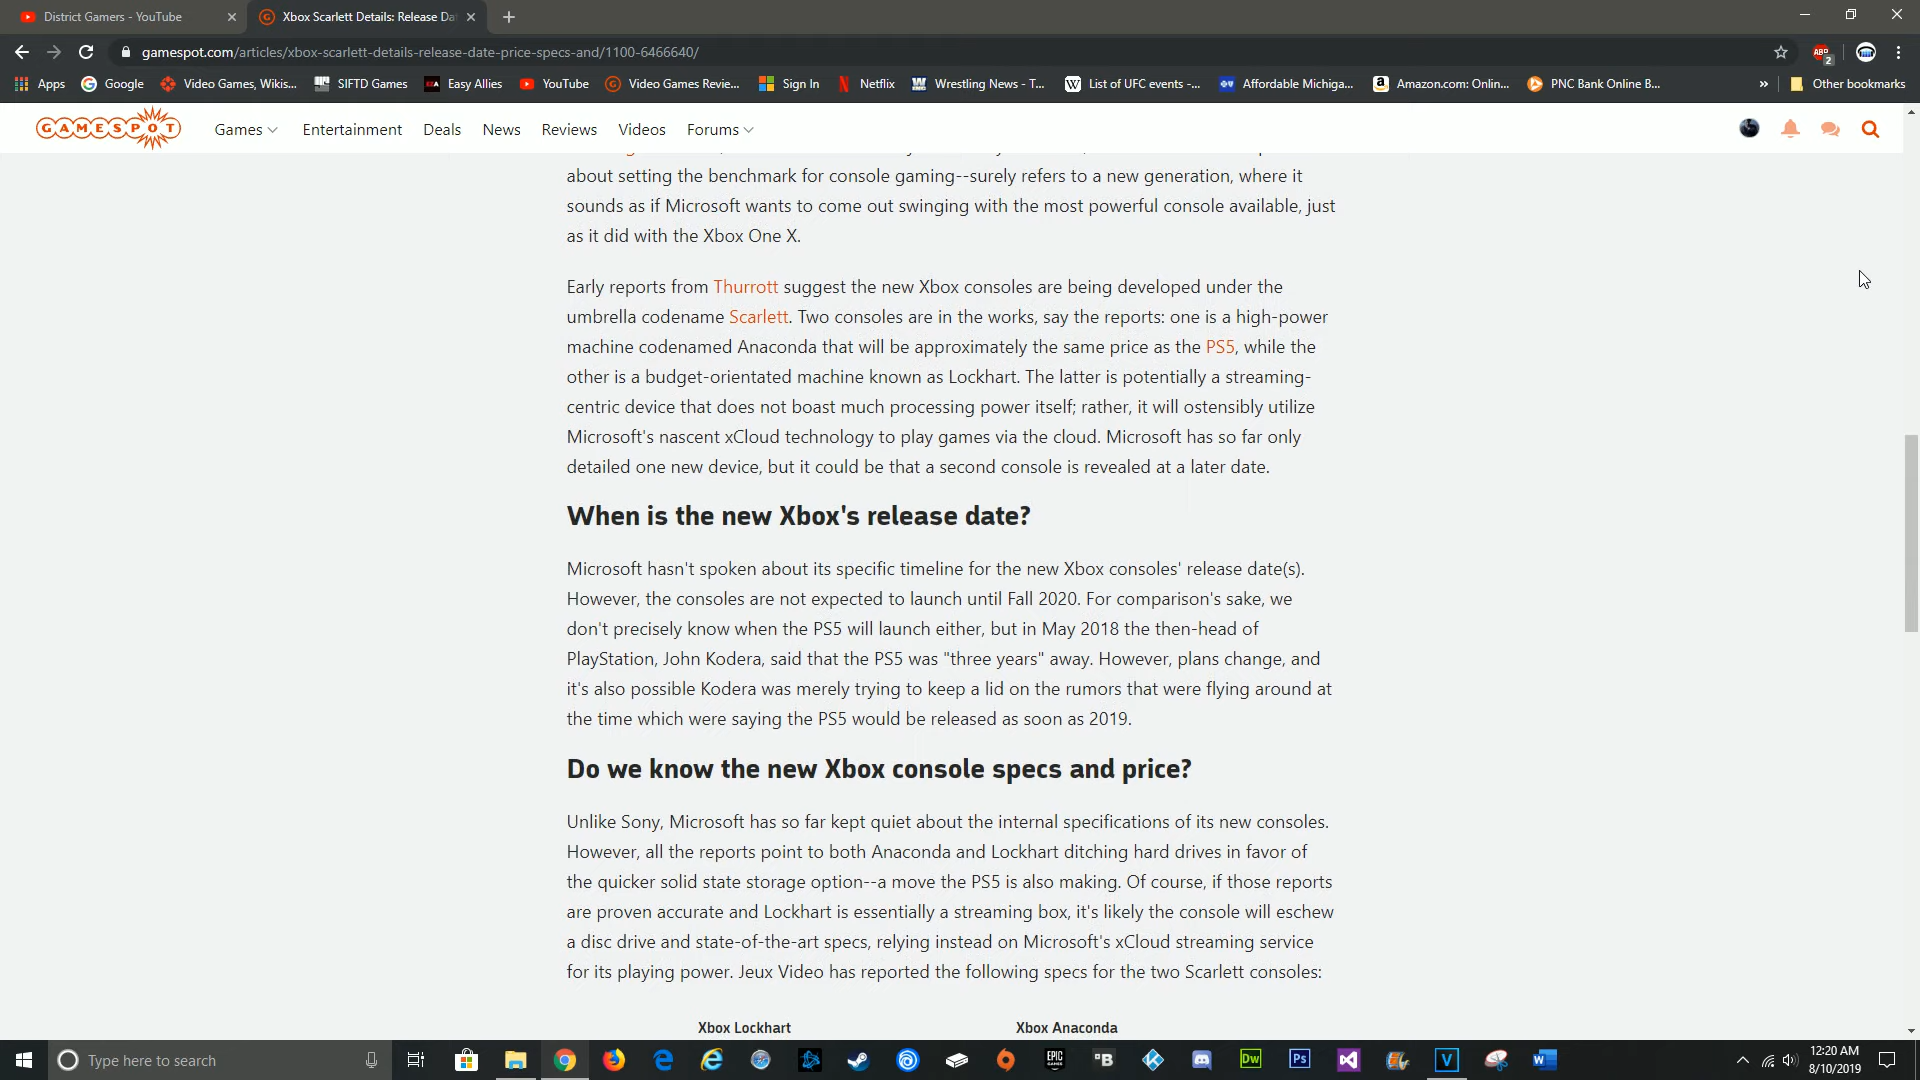 District Gamers - YouTube
Xbox Scarlett Details: Release Da
gamespot.com/articles/xbox-scarlett-details-release-date-price-specs-and/1100-6466640/
ABP
2
Apps
Google
Video Games, Wikis...
SIFTD Games
Easy Allies
YouTube
Video Games Revie...
Sign In
Netflix
Wrestling News - T...
List of UFC events -...
Affordable Michiga...
Amazon.com: Onlin...
PNC Bank Online B...
»
Other bookmarks
GAMESPOT
Games
Entertainment
Deals
News
Reviews
Videos
Forums
about setting the benchmark for console gaming--surely refers to a new generation, where it
sounds as if Microsoft wants to come out swinging with the most powerful console available, just
as it did with the Xbox One X.
Early reports from Thurrott suggest the new Xbox consoles are being developed under the
umbrella codename Scarlett. Two consoles are in the works, say the reports: one is a high-power
machine codenamed Anaconda that will be approximately the same price as the PS5, while the
other is a budget-orientated machine known as Lockhart. The latter is potentially a streaming-
centric device that does not boast much processing power itself; rather, it will ostensibly utilize
Microsoft's nascent xCloud technology to play games via the cloud. Microsoft has so far only
detailed one new device, but it could be that a second console is revealed at a later date.
When is the new Xbox's release date?
Microsoft hasn't spoken about its specific timeline for the new Xbox consoles' release date(s).
However, the consoles are not expected to launch until Fall 2020. For comparison's sake, we
don't precisely know when the PS5 will launch either, but in May 2018 the then-head of
PlayStation, John Kodera, said that the PS5 was "three years" away. However, plans change, and
it's also possible Kodera was merely trying to keep a lid on the rumors that were flying around at
the time which were saying the PS5 would be released as soon as 2019.
Do we know the new Xbox console specs and price?
Unlike Sony, Microsoft has so far kept quiet about the internal specifications of its new consoles.
However, all the reports point to both Anaconda and Lockhart ditching hard drives in favor of
the quicker solid state storage option--a move the PS5 is also making. Of course, if those reports
are proven accurate and Lockhart is essentially a streaming box, it's likely the console will eschew
a disc drive and state-of-the-art specs, relying instead on Microsoft's xCloud streaming service
for its playing power. Jeux Video has reported the following specs for the two Scarlett consoles:
Xbox Lockhart
Xbox Anaconda
Type here to search
EPIC
GAMES
B
Dw
Ps
V
W
12:20 AM
8/10/2019